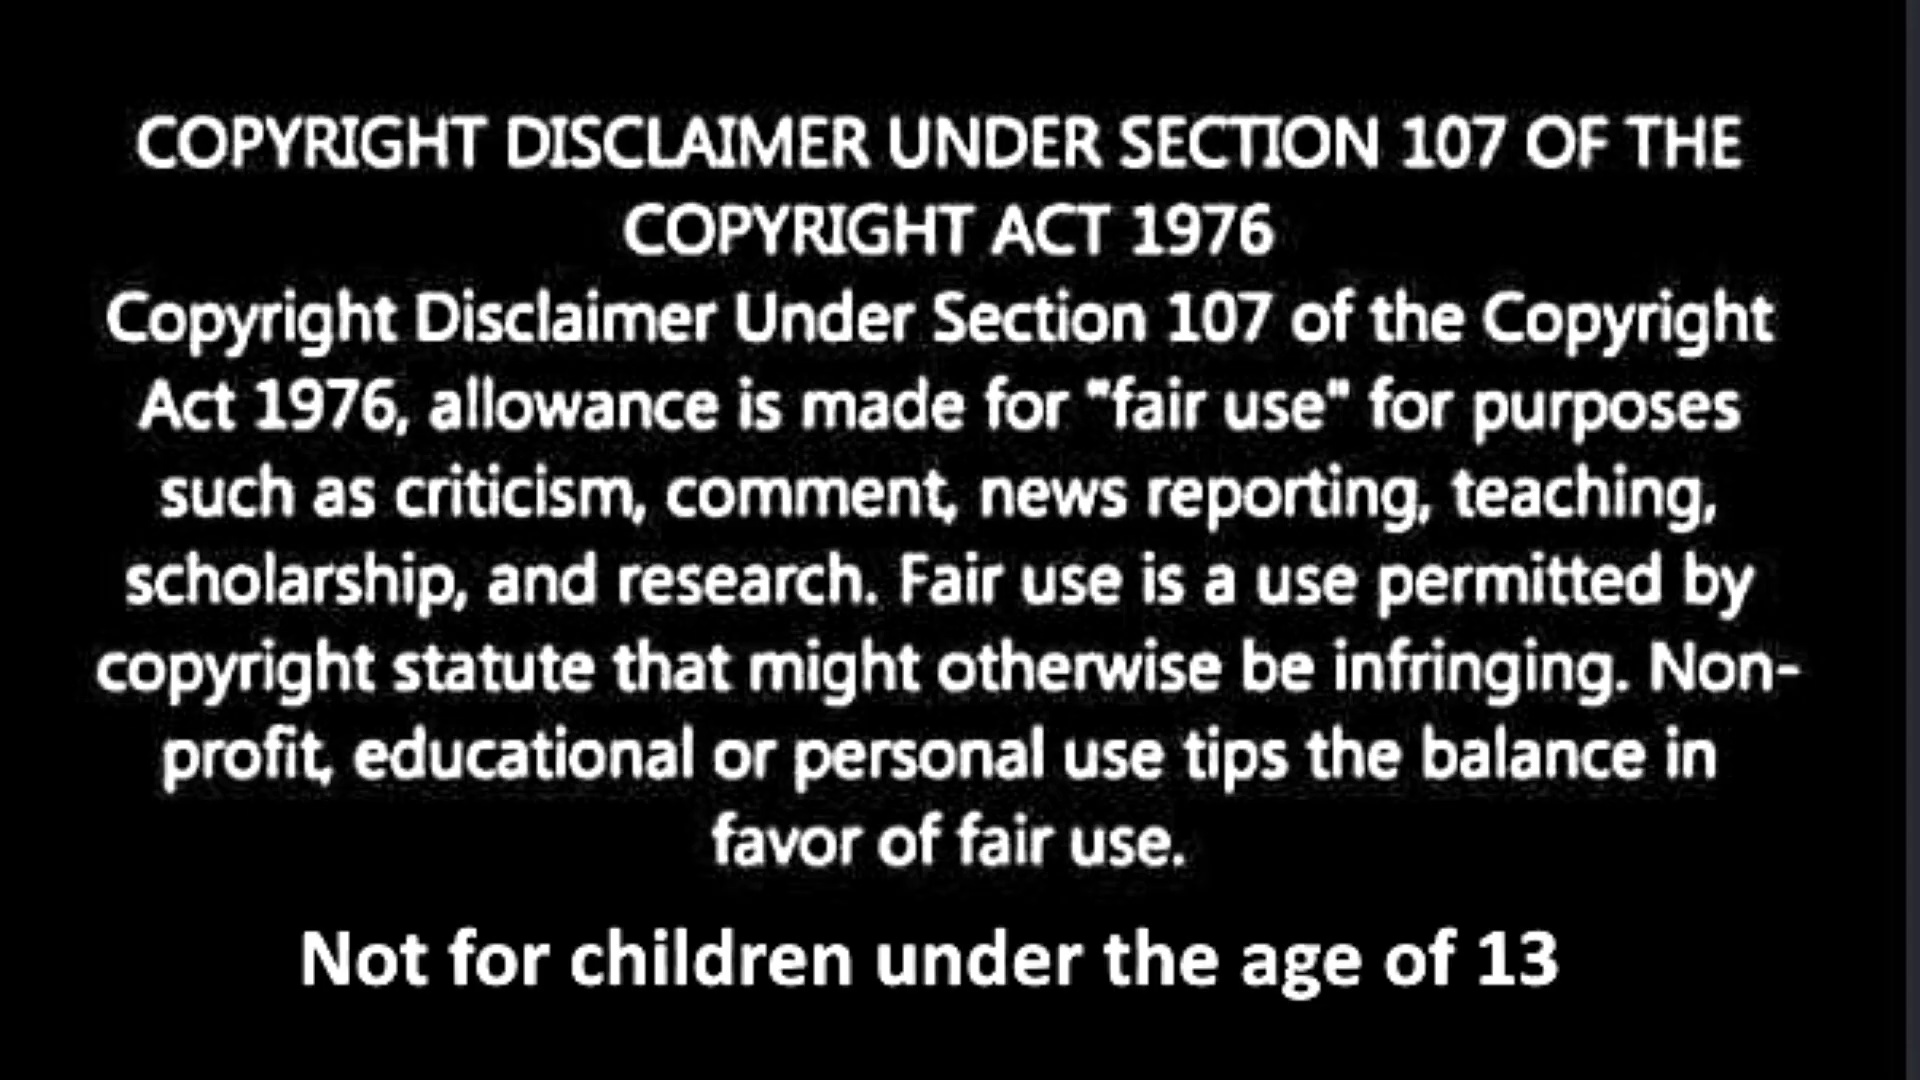 COPYRIGHT DISCLAIMER UNDER SECTION 107 OF THE
COPYRIGHT ACT 1976
Copyright Disclaimer Under Section 107 of the Copyright
Act 1976, allowance is made for "fair use" for purposes
such as criticism, comment, news reporting, teaching,
scholarship, and research. Fair use is a use permitted by
copyright statute that might otherwise be infringing. Non-
profit, educational or personal use tips the balance in
favor of fair use.
Not for children under the age of 13